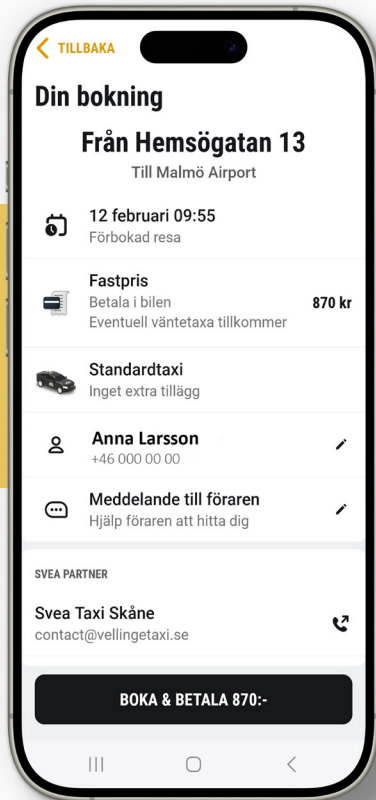 TILLBAKA
Din bokning
Från Hemsögatan 13
Till Malmö Airport
12 februari 09:55
Förbokad resa
Fastpris
Betala i bilen
870 kr
Eventuell väntetaxa tillkommer
Standardtaxi
Inget extra tillägg
Anna Larsson
+46 000 00 00
Meddelande till föraren
Hjälp föraren att hitta dig
SVEA PARTNER
Svea Taxi Skåne
contact@vellingetaxi.se
BOKA & BETALA 870:-